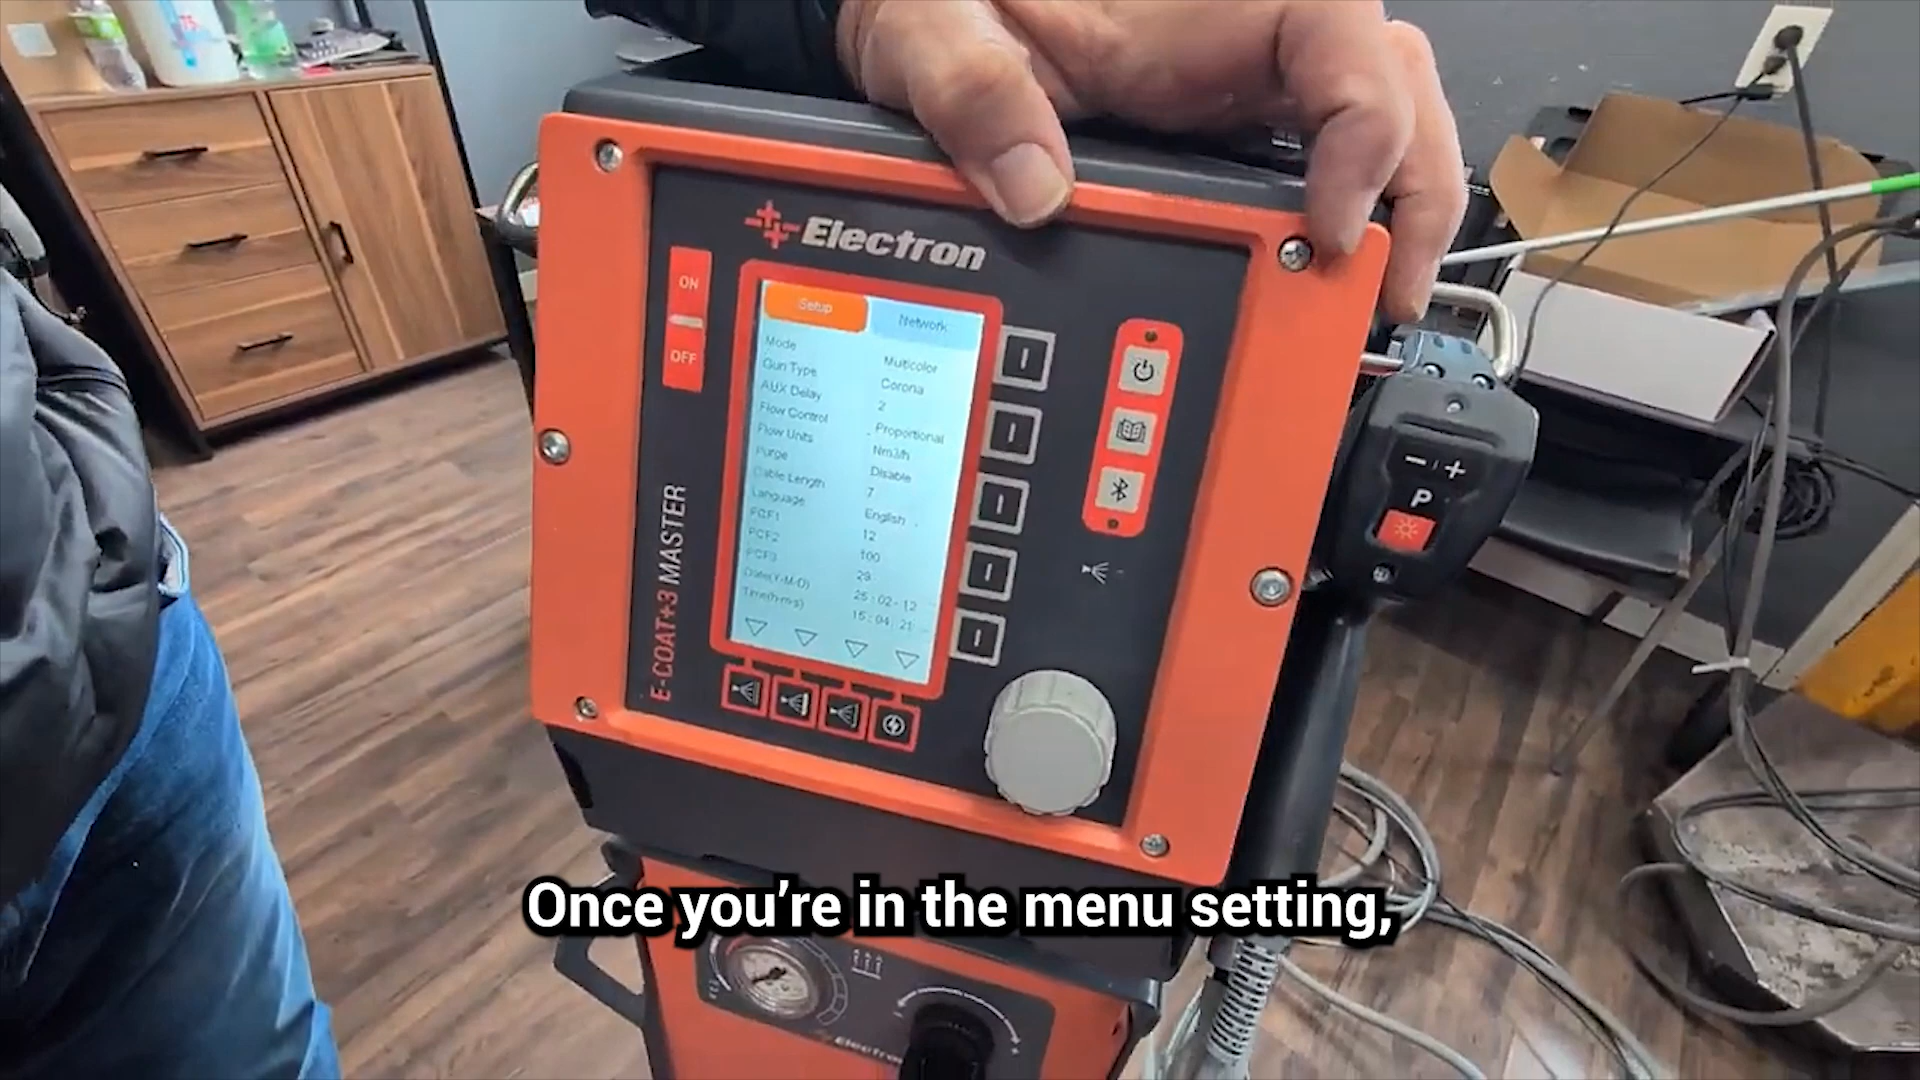 Electron
ON
OFF
Setup
Network
Mode
Multicolor
Gun Type
Corona
AUX Delay
2
Flow Control
Proportional
Flow Units
Nm3/h
Purge
Disable
Cable Length
7
Language
English
PCF1
12
PCF2
100
PCF3
29
Date(Y-M-D)
25-02-12
Time(h-m-s)
15:04:21
E-COAT+3 MASTER
- +
P
Once you’re in the menu setting,
Electron